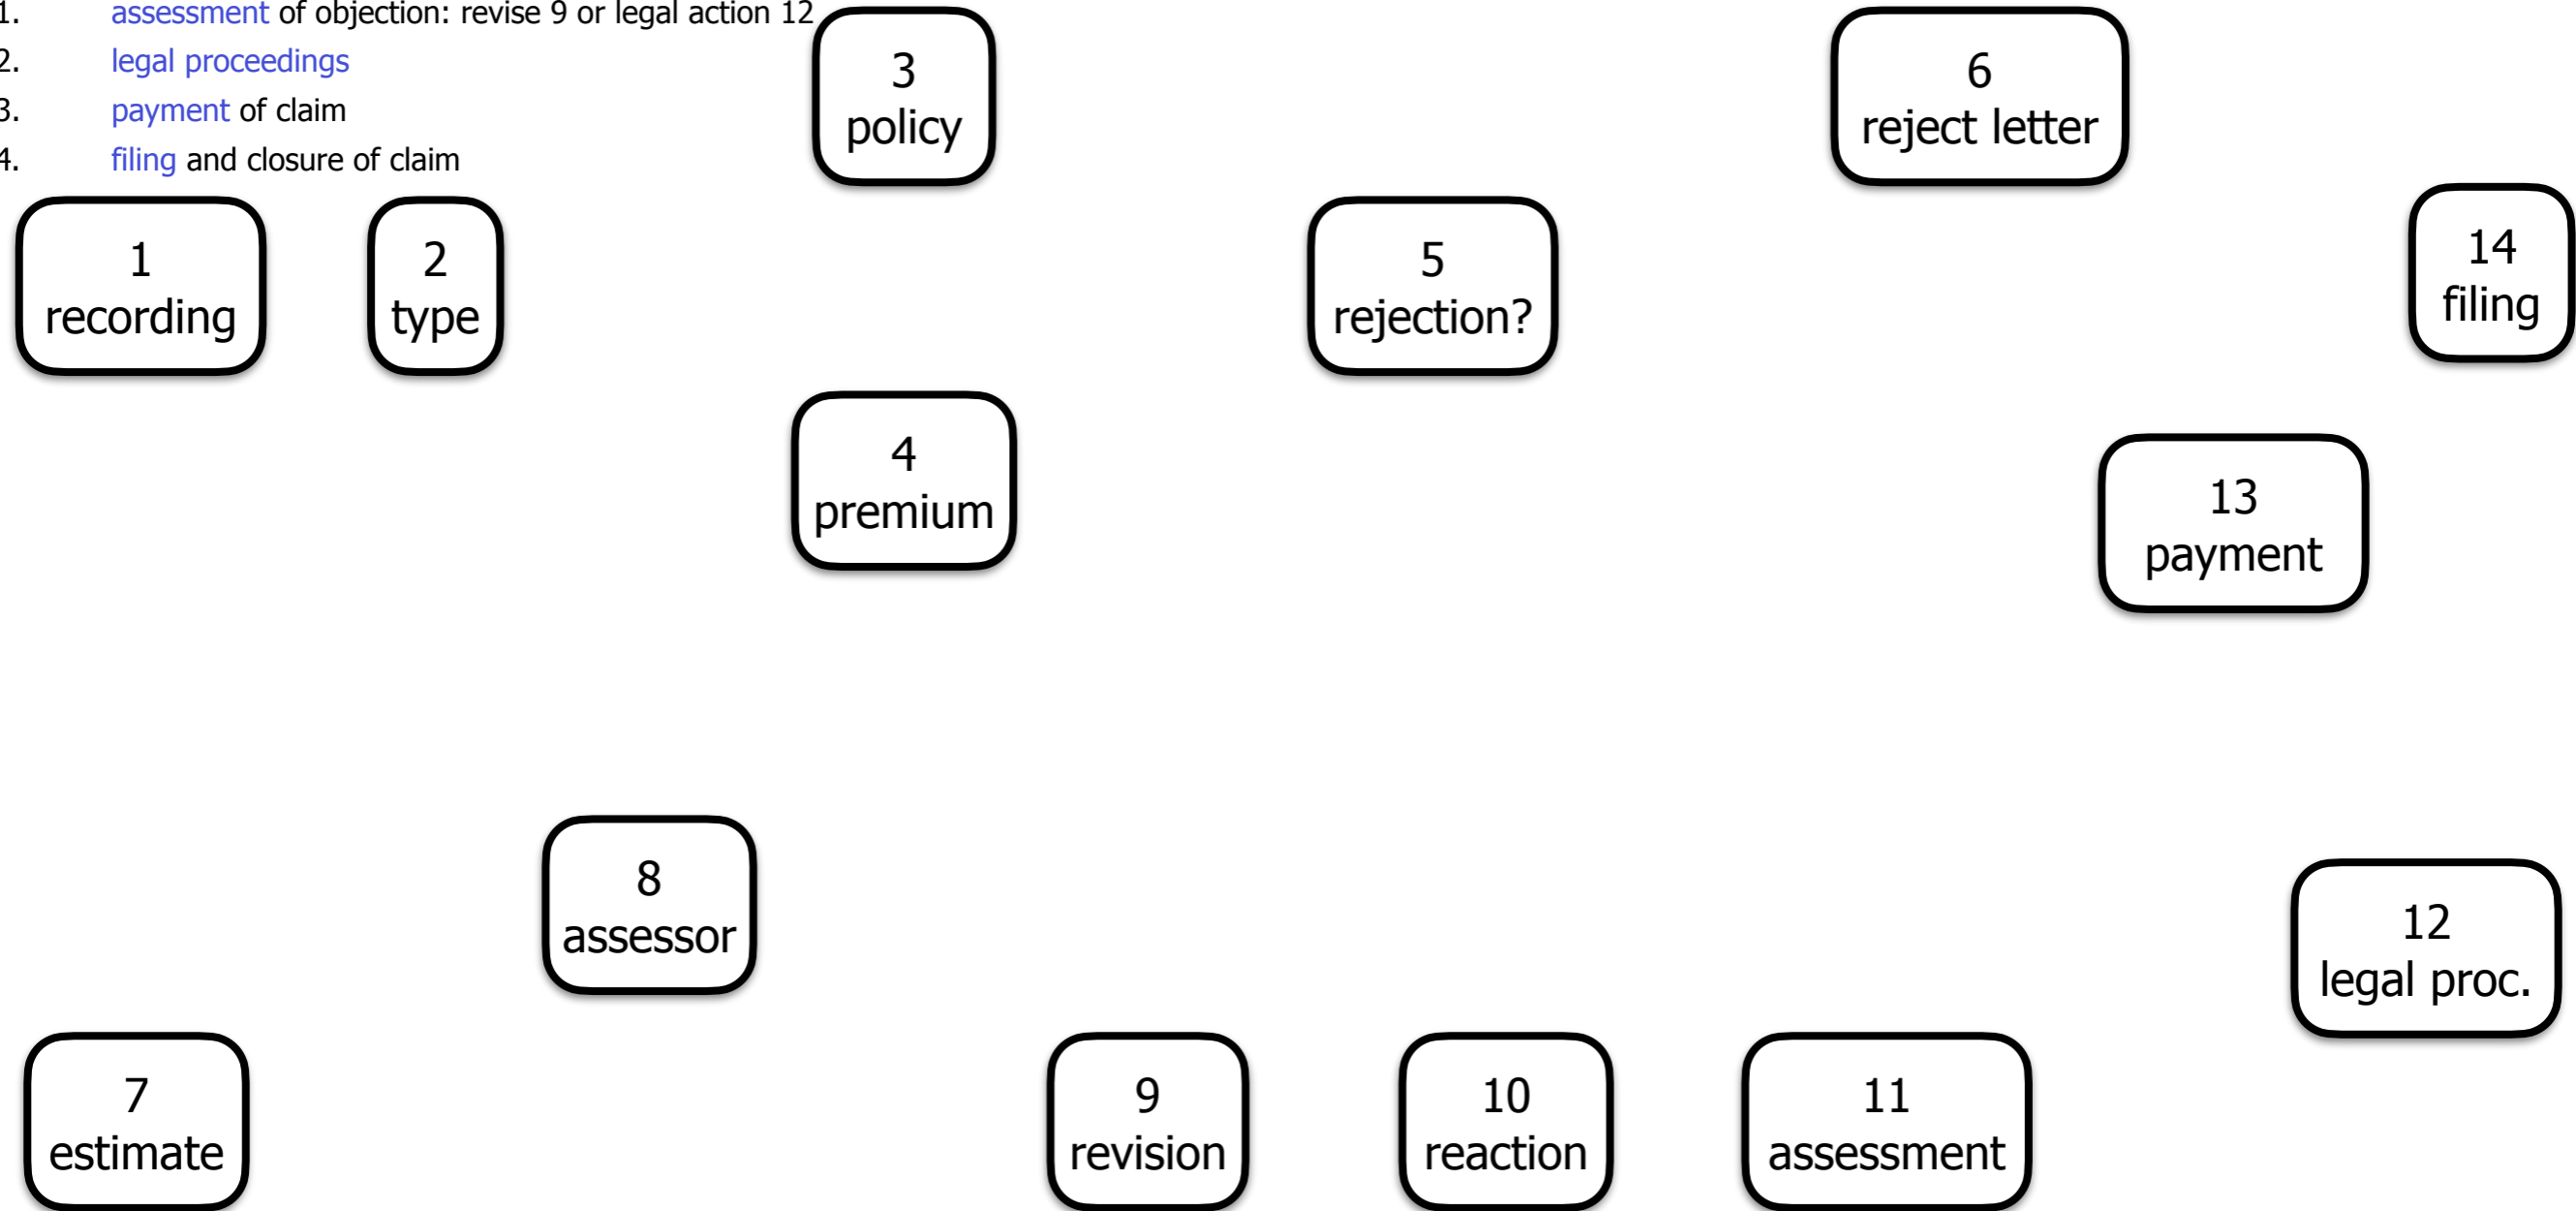 1. assessment of objection: revise 9 or legal action 12
2. legal proceedings
3. payment of claim
4. filing and closure of claim
3
policy
6
reject letter
1
recording
2
type
5
rejection?
14
filing
4
premium
13
payment
8
assessor
12
legal proc.
7
estimate
9
revision
10
reaction
11
assessment